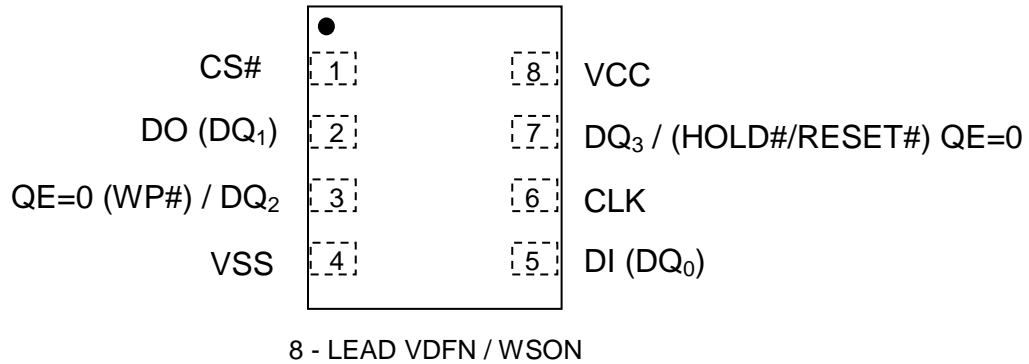 CS# 1 8 VCC
DO (DQ₁) 2 7 DQ₃ / (HOLD#/RESET#) QE=0
QE=0 (WP#) / DQ₂ 3 6 CLK
VSS 4 5 DI (DQ₀)
8 - LEAD VDFN / WSON